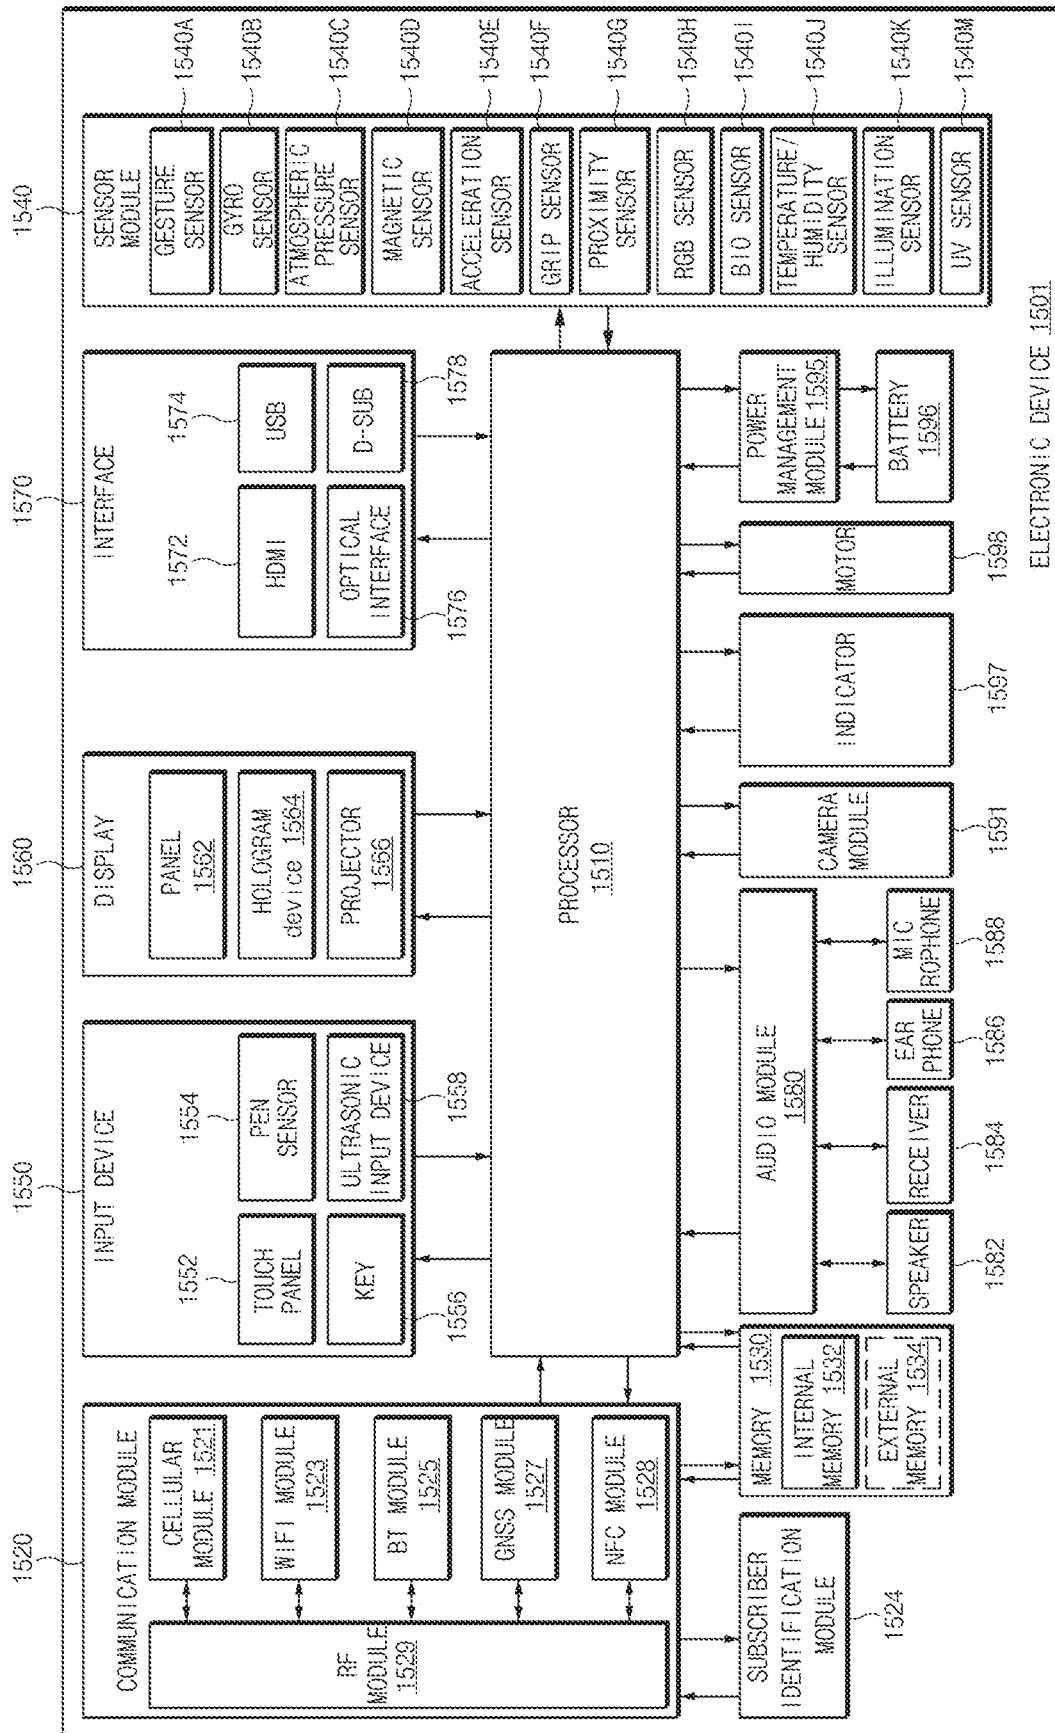 1520
COMMUNICATION MODULE
CELLULAR
MODULE 1521
WIFI MODULE
1523
BT MODULE
1525
GNSS MODULE
1527
NFC MODULE
1528
RF
MODULE
1529
SUBSCRIBER
IDENTIFICATION
MODULE
1524
1550
INPUT DEVICE
1552
1554
TOUCH
PANEL
PEN
SENSOR
KEY
ULTRASONIC
INPUT DEVICE
1556
1558
1560
DISPLAY
PANEL
1562
HOLOGRAM
device 1564
PROJECTOR
1566
1570
INTERFACE
1572
1574
HDMI
USB
OPTICAL
INTERFACE
D-SUB
1576
1578
1540
SENSOR
MODULE
GESTURE
SENSOR
1540A
GYRO
SENSOR
1540B
ATMOSPHERIC
PRESSURE
SENSOR
1540C
MAGNETIC
SENSOR
1540D
ACCELERATION
SENSOR
1540E
GRIP SENSOR
1540F
PROXIMITY
SENSOR
1540G
RGB SENSOR
1540H
BIO SENSOR
1540I
TEMPERATURE/
HUMIDITY
SENSOR
1540J
ILLUMINATION
SENSOR
1540K
UV SENSOR
1540M
PROCESSOR
1510
MEMORY 1530
INTERNAL
MEMORY 1532
EXTERNAL
MEMORY 1534
AUDIO MODULE
1580
SPEAKER
1582
RECEIVER
1584
EAR
PHONE
1586
MIC
ROPHONE
1588
CAMERA
MODULE
1591
INDICATOR
1597
MOTOR
1598
POWER
MANAGEMENT
MODULE 1595
BATTERY
1596
ELECTRONIC DEVICE 1501